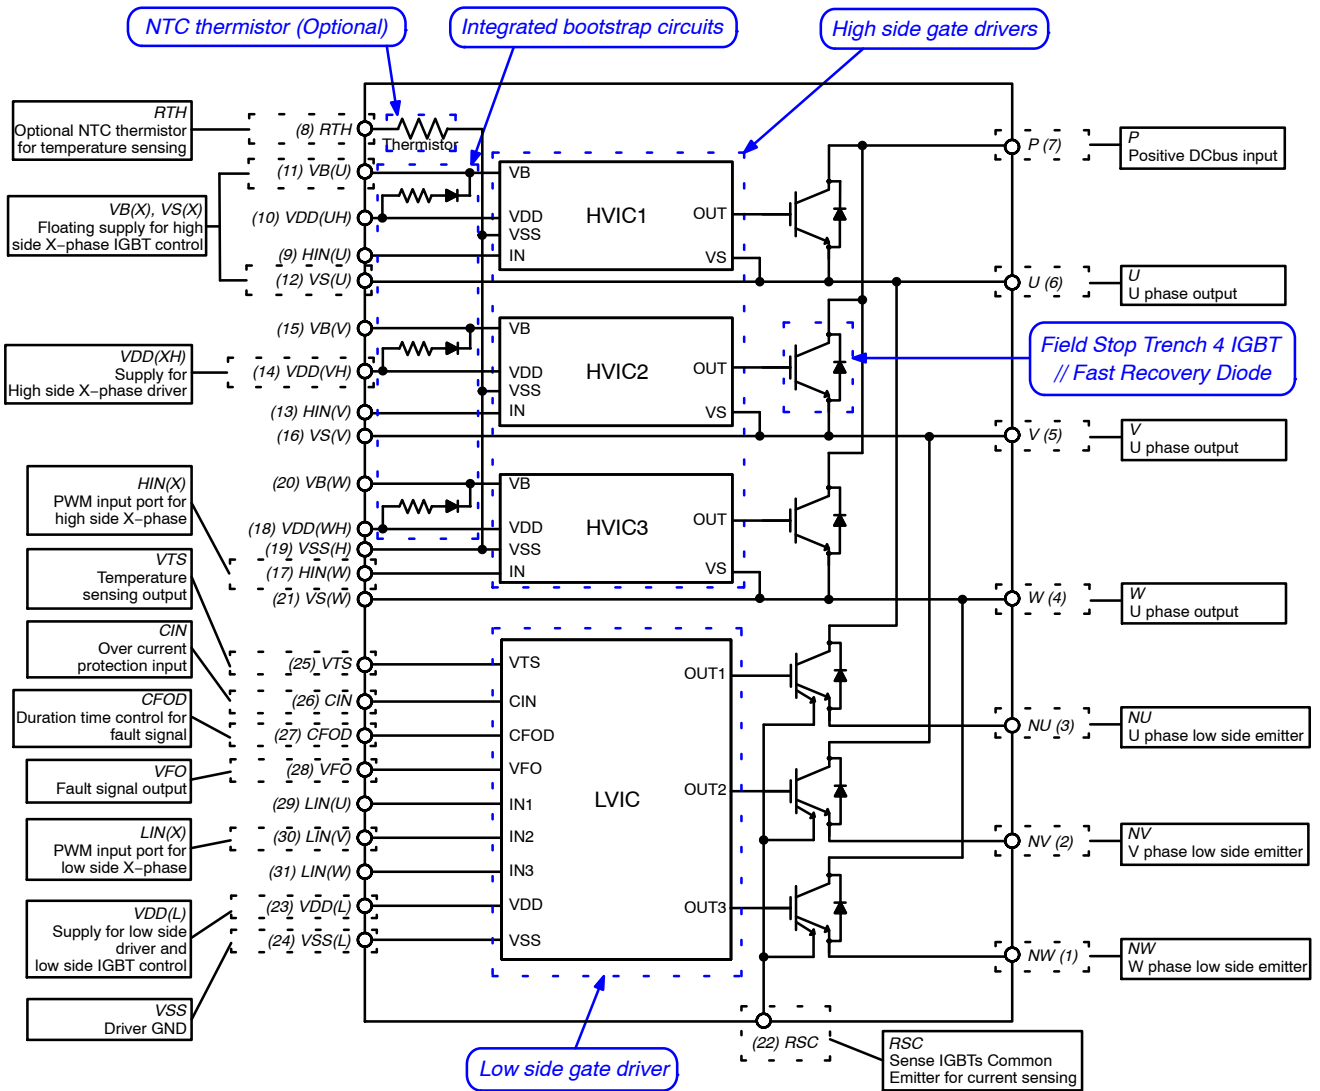 NTC thermistor (Optional)
Integrated bootstrap circuits
High side gate drivers
RTH
Optional NTC thermistor
for temperature sensing
VB(X), VS(X)
Floating supply for high
side X−phase IGBT control
VDD(XH)
Supply for
High side X−phase driver
HIN(X)
PWM input port for
high side X−phase
VTS
Temperature
sensing output
CIN
Over current
protection input
CFOD
Duration time control for
fault signal
VFO
Fault signal output
LIN(X)
PWM input port for
low side X−phase
VDD(L)
Supply for low side
driver and
low side IGBT control
VSS
Driver GND
(8) RTH
(11) VB(U)
(10) VDD(UH)
(9) HIN(U)
(12) VS(U)
(15) VB(V)
(14) VDD(VH)
(13) HIN(V)
(16) VS(V)
(20) VB(W)
(18) VDD(WH)
(19) VSS(H)
(17) HIN(W)
(21) VS(W)
(25) VTS
(26) CIN
(27) CFOD
(28) VFO
(29) LIN(U)
(30) LIN(V)
(31) LIN(W)
(23) VDD(L)
(24) VSS(L)
Thermistor
VB
VDD
VSS
IN
HVIC1
OUT
VS
VB
VDD
VSS
IN
HVIC2
OUT
VS
VB
VDD
VSS
IN
HVIC3
OUT
VS
VTS
CIN
CFOD
VFO
IN1
IN2
IN3
VDD
VSS
LVIC
OUT1
OUT2
OUT3
P (7)
U (6)
V (5)
W (4)
NU (3)
NV (2)
NW (1)
P
Positive DCbus input
U
U phase output
Field Stop Trench 4 IGBT
// Fast Recovery Diode
V
U phase output
W
U phase output
NU
U phase low side emitter
NV
V phase low side emitter
NW
W phase low side emitter
(22) RSC
RSC
Sense IGBTs Common
Emitter for current sensing
Low side gate driver